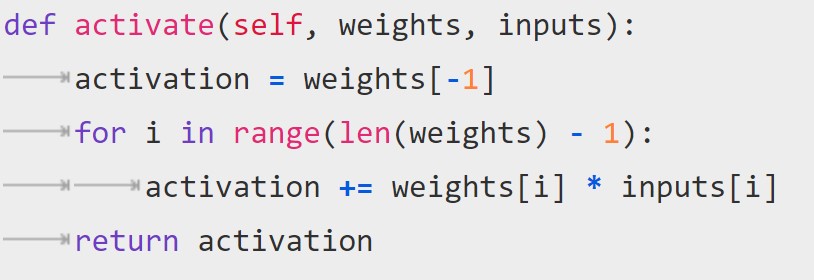 def activate(self, weights, inputs):
	activation = weights[-1]
	for i in range(len(weights) - 1):
		activation += weights[i] * inputs[i]
	return activation